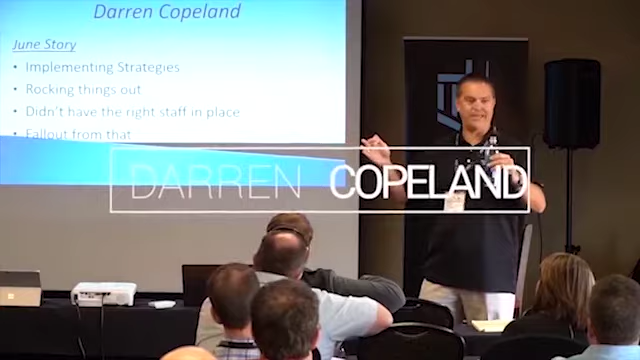 Darren Copeland
June Story
• Implementing Strategies
• Rocking things out
• Didn't have the right staff in place
• Fallout from that
DARREN COPELAND